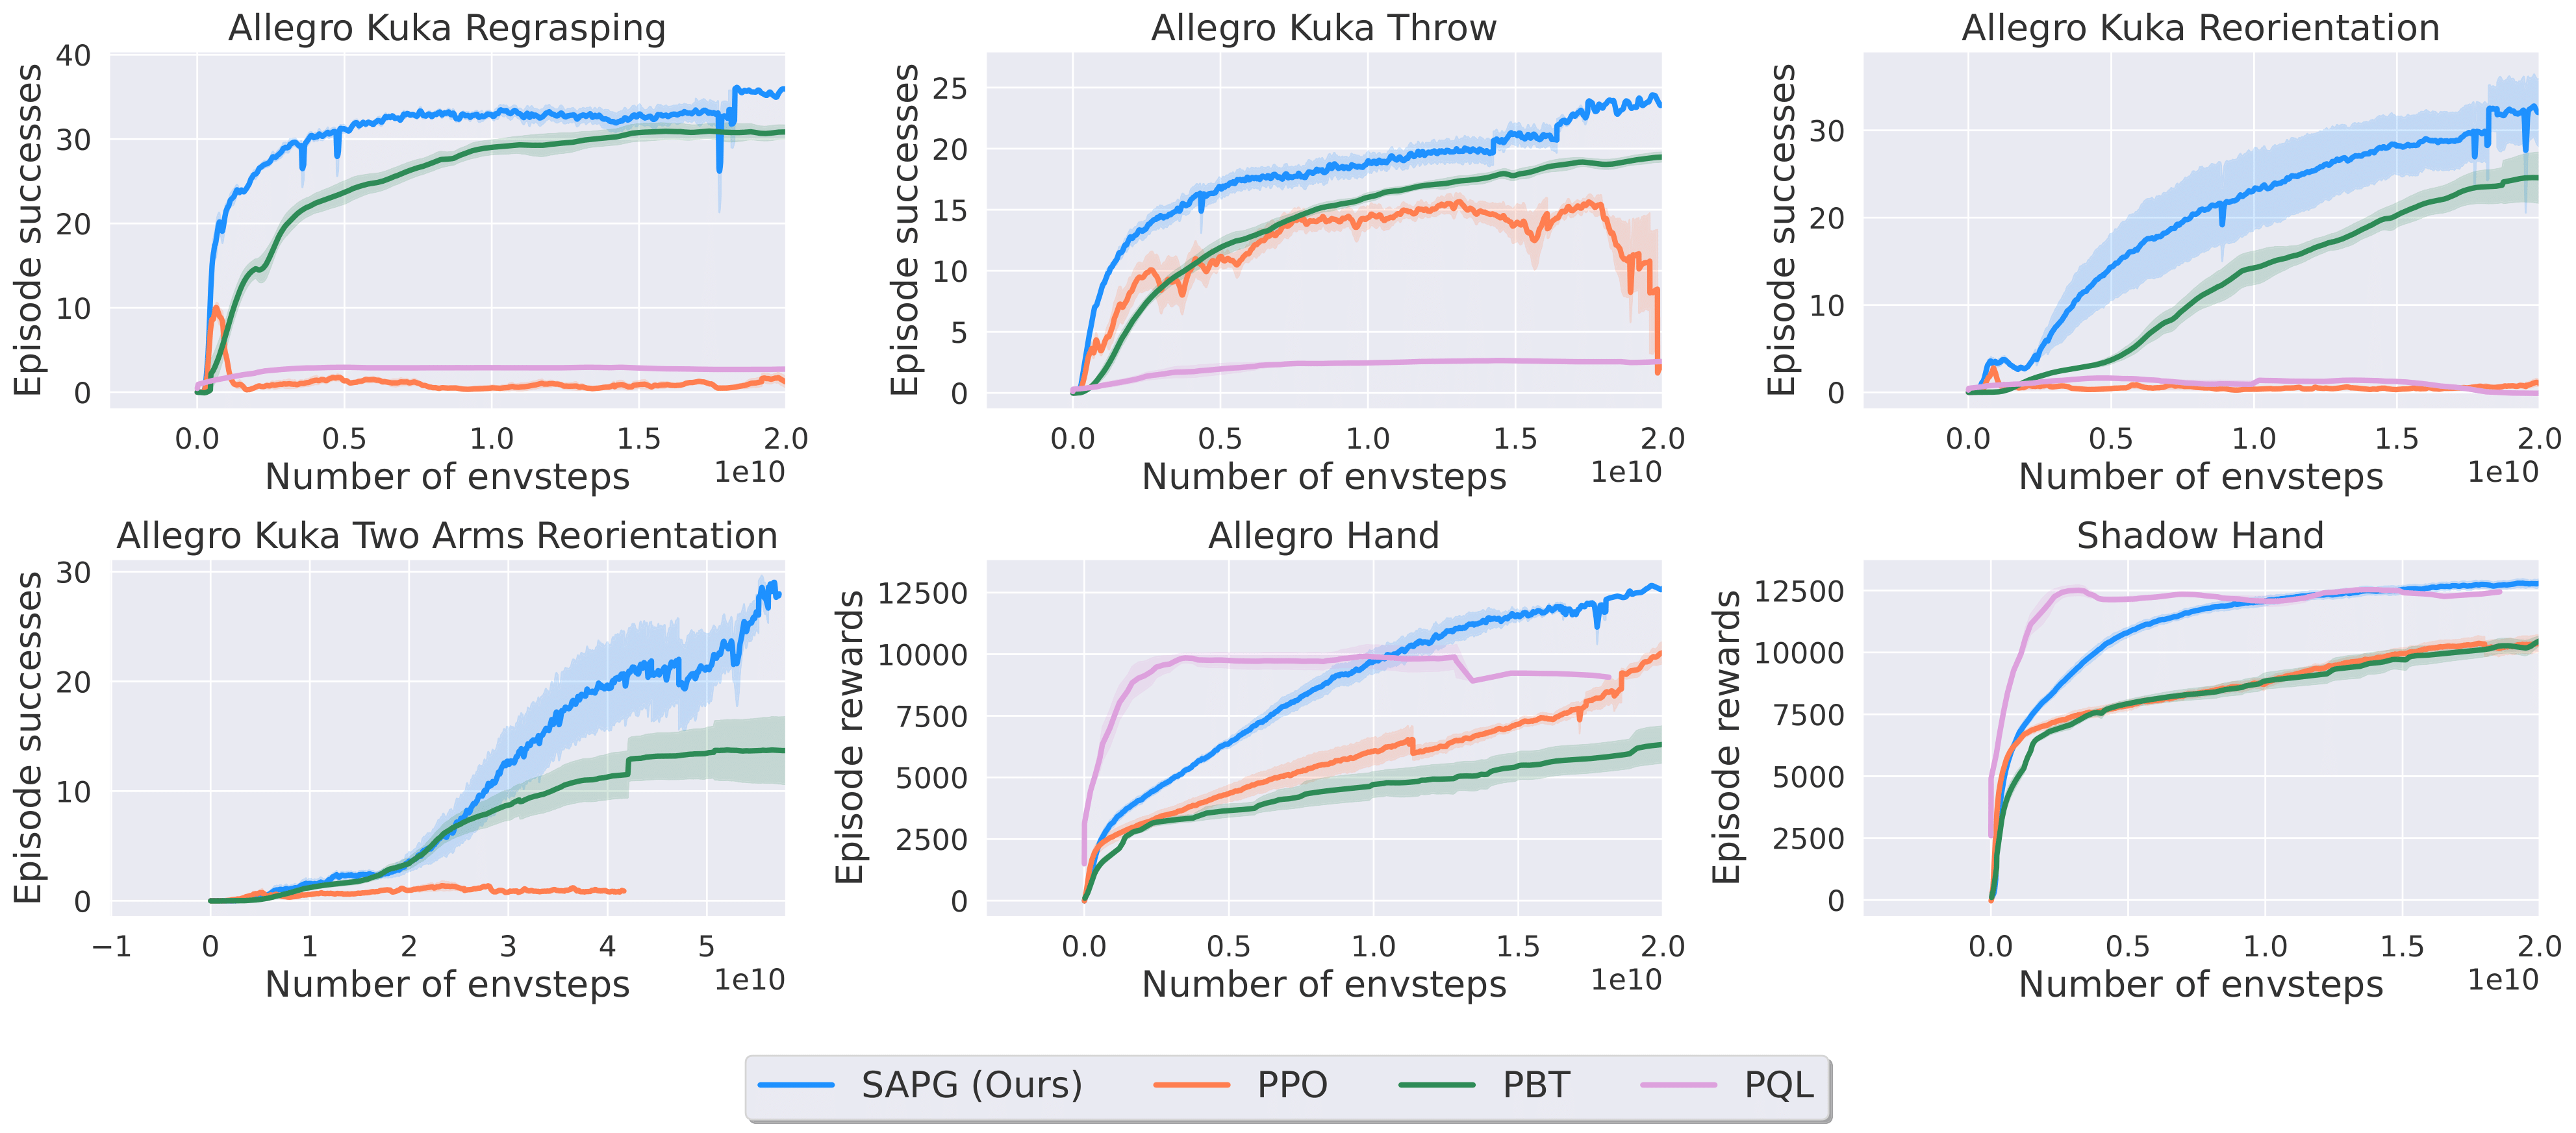 Allegro Kuka Regrasping
Episode successes
40
30
20
10
0
0.0 0.5 1.0 1.5 2.0
1e10
Number of envsteps
Allegro Kuka Throw
Episode successes
25
20
15
10
5
0
0.0 0.5 1.0 1.5 2.0
1e10
Number of envsteps
Allegro Kuka Reorientation
Episode successes
30
20
10
0
0.0 0.5 1.0 1.5 2.0
1e10
Number of envsteps
Allegro Kuka Two Arms Reorientation
Episode successes
30
20
10
0
−1 0 1 2 3 4 5
1e10
Number of envsteps
Allegro Hand
Episode rewards
12500
10000
7500
5000
2500
0
0.0 0.5 1.0 1.5 2.0
1e10
Number of envsteps
Shadow Hand
Episode rewards
12500
10000
7500
5000
2500
0
0.0 0.5 1.0 1.5 2.0
1e10
Number of envsteps
SAPG (Ours) PPO PBT PQL